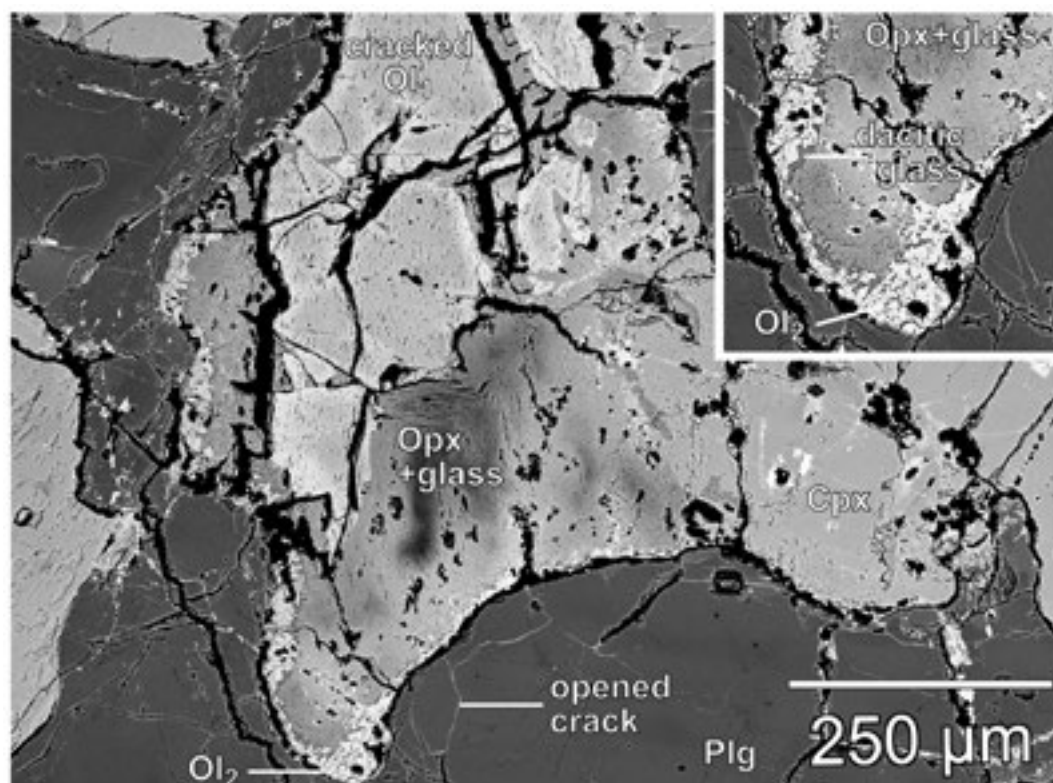 cracked
Ol₁
Opx+glass
dacitic
glass
Ol₂
Opx
+glass
Cpx
opened
crack
Plg
250 µm
Ol₂